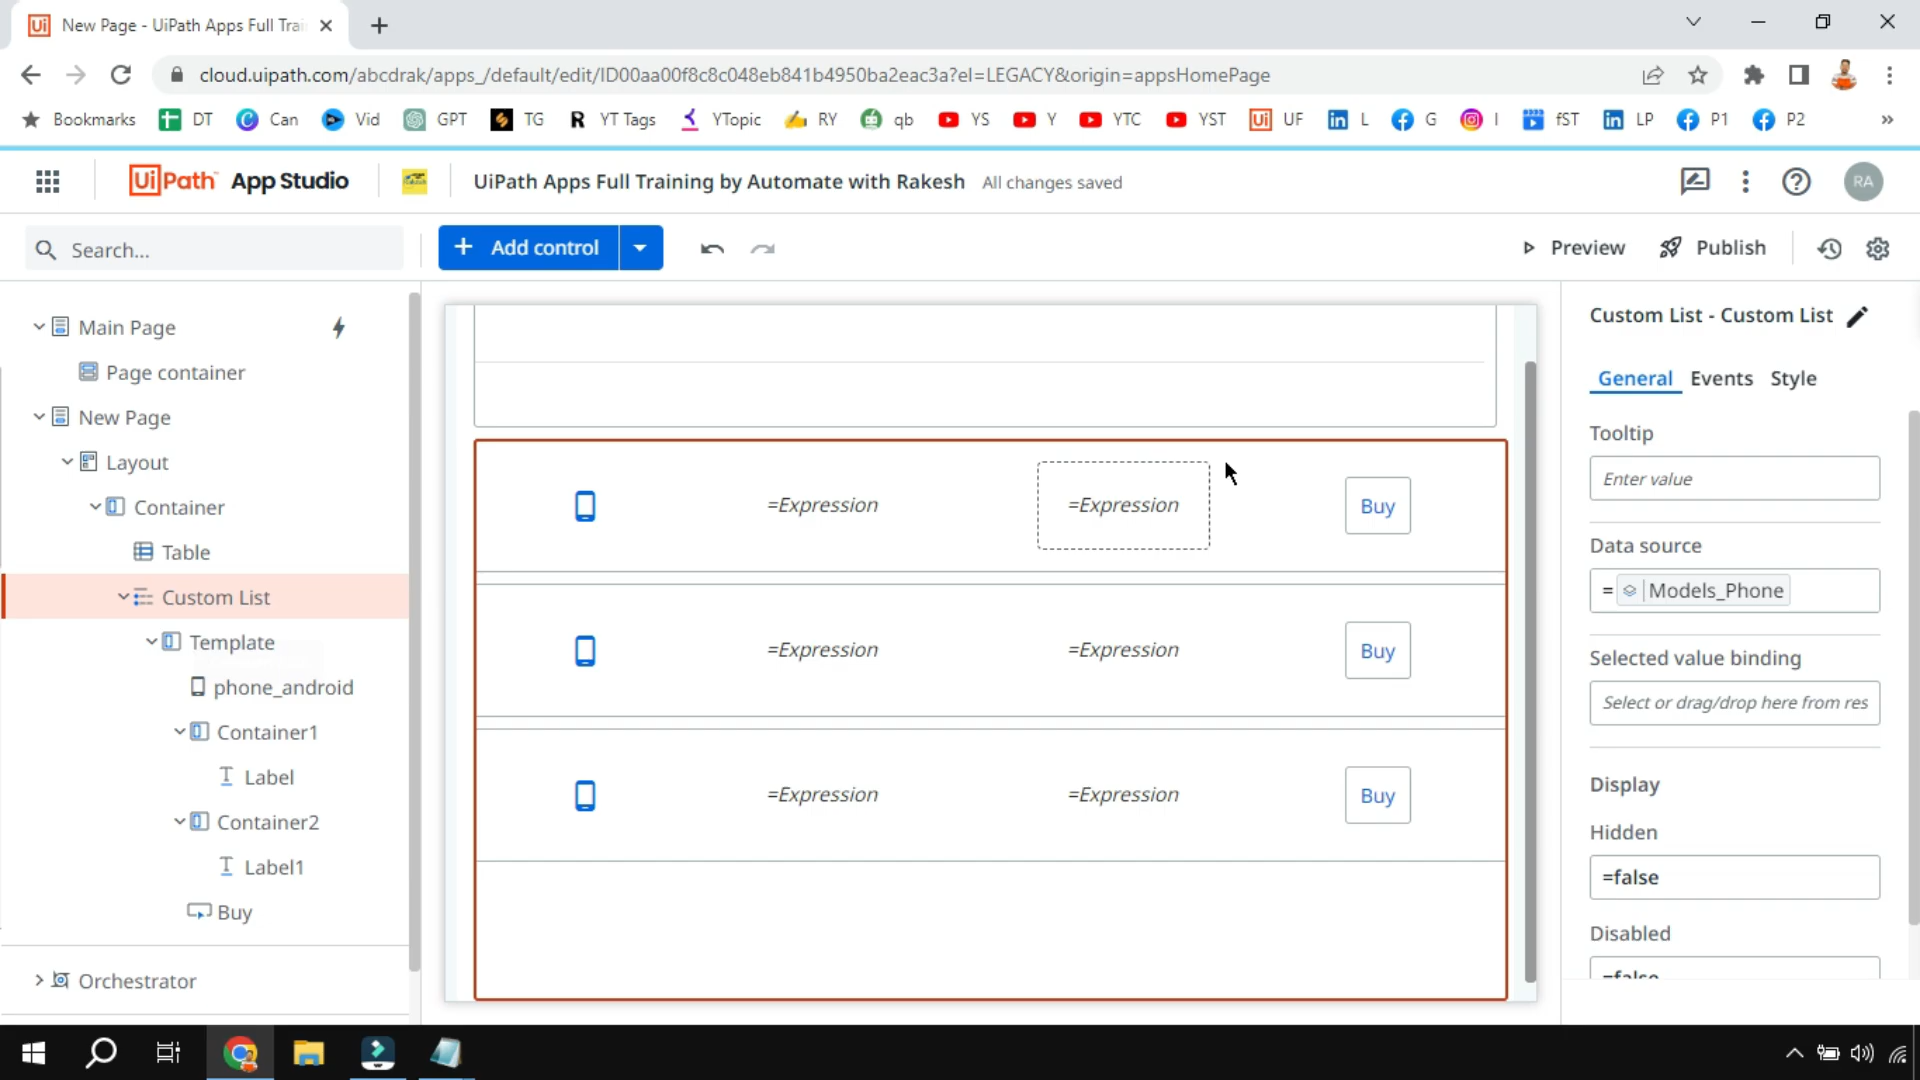 New Page - UiPath Apps Full Trai
cloud.uipath.com/abcdrak/apps_/default/edit/ID00aa00f8c8c048eb841b4950ba2eac3a?el=LEGACY&origin=appsHomePage
Bookmarks DT Can Vid GPT TG YT Tags YTopic RY qb YS Y YTC YST UF L G I fST LP P1 P2 »
UiPath App Studio UiPath Apps Full Training by Automate with Rakesh All changes saved RA
Search... + Add control Preview Publish
Main Page
Page container
New Page
Layout
Container
Table
Custom List
Template
phone_android
Container1
Label
Container2
Label1
Buy
Orchestrator
=Expression =Expression Buy
=Expression =Expression Buy
=Expression =Expression Buy
Custom List - Custom List
General Events Style
Tooltip
Enter value
Data source
= Models_Phone
Selected value binding
Select or drag/drop here from res
Display
Hidden
=false
Disabled
=false